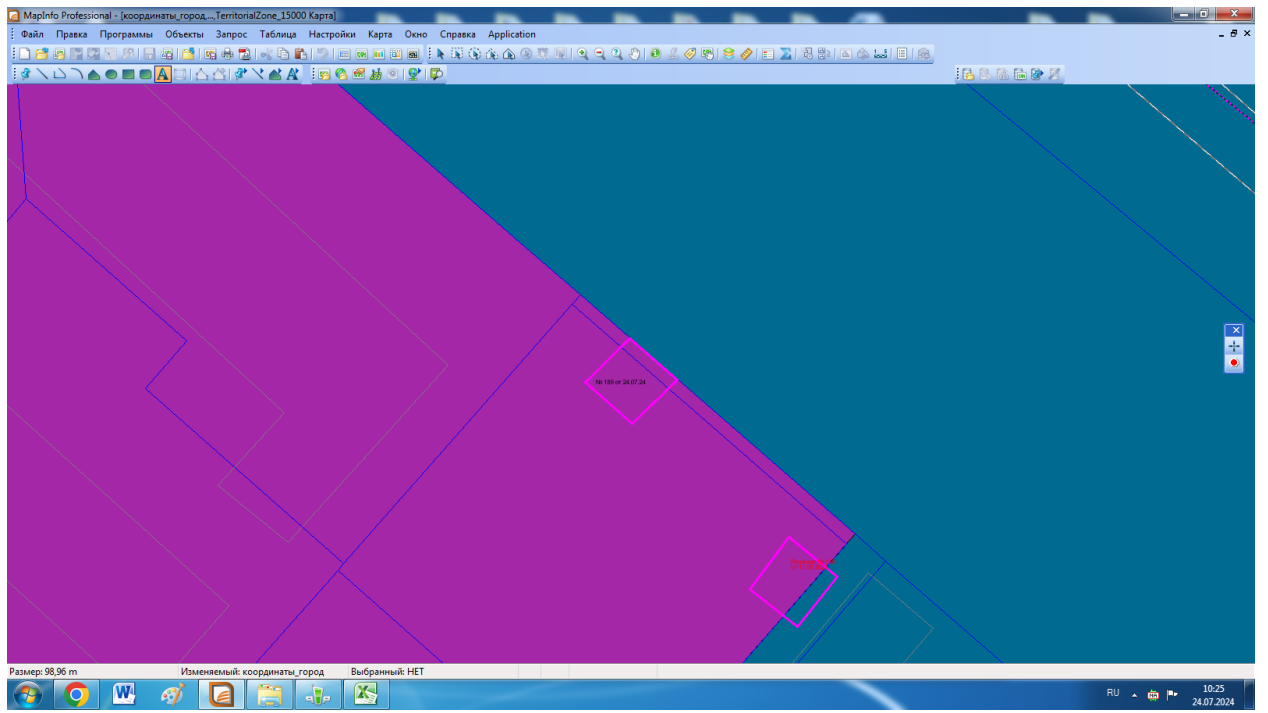 MapInfo Professional - [координаты_город,...,TerritorialZone_15000 Карта]
Файл Правка Программы Объекты Запрос Таблица Настройки Карта Окно Справка Application
№ 189 от 24.07.24
Размер: 98,96 m Изменяемый: координаты_город Выбранный: НЕТ
RU 10:25
24.07.2024